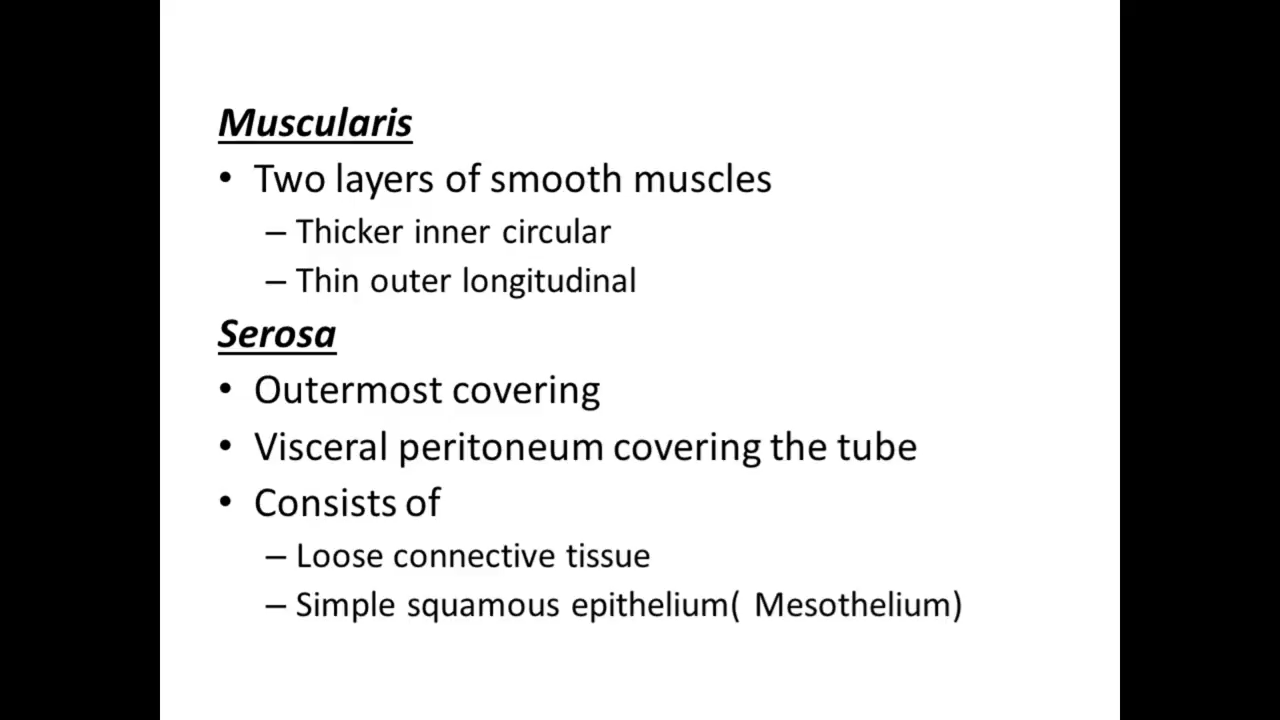 Muscularis
• Two layers of smooth muscles
– Thicker inner circular
– Thin outer longitudinal
Serosa
• Outermost covering
• Visceral peritoneum covering the tube
• Consists of
– Loose connective tissue
– Simple squamous epithelium( Mesothelium)